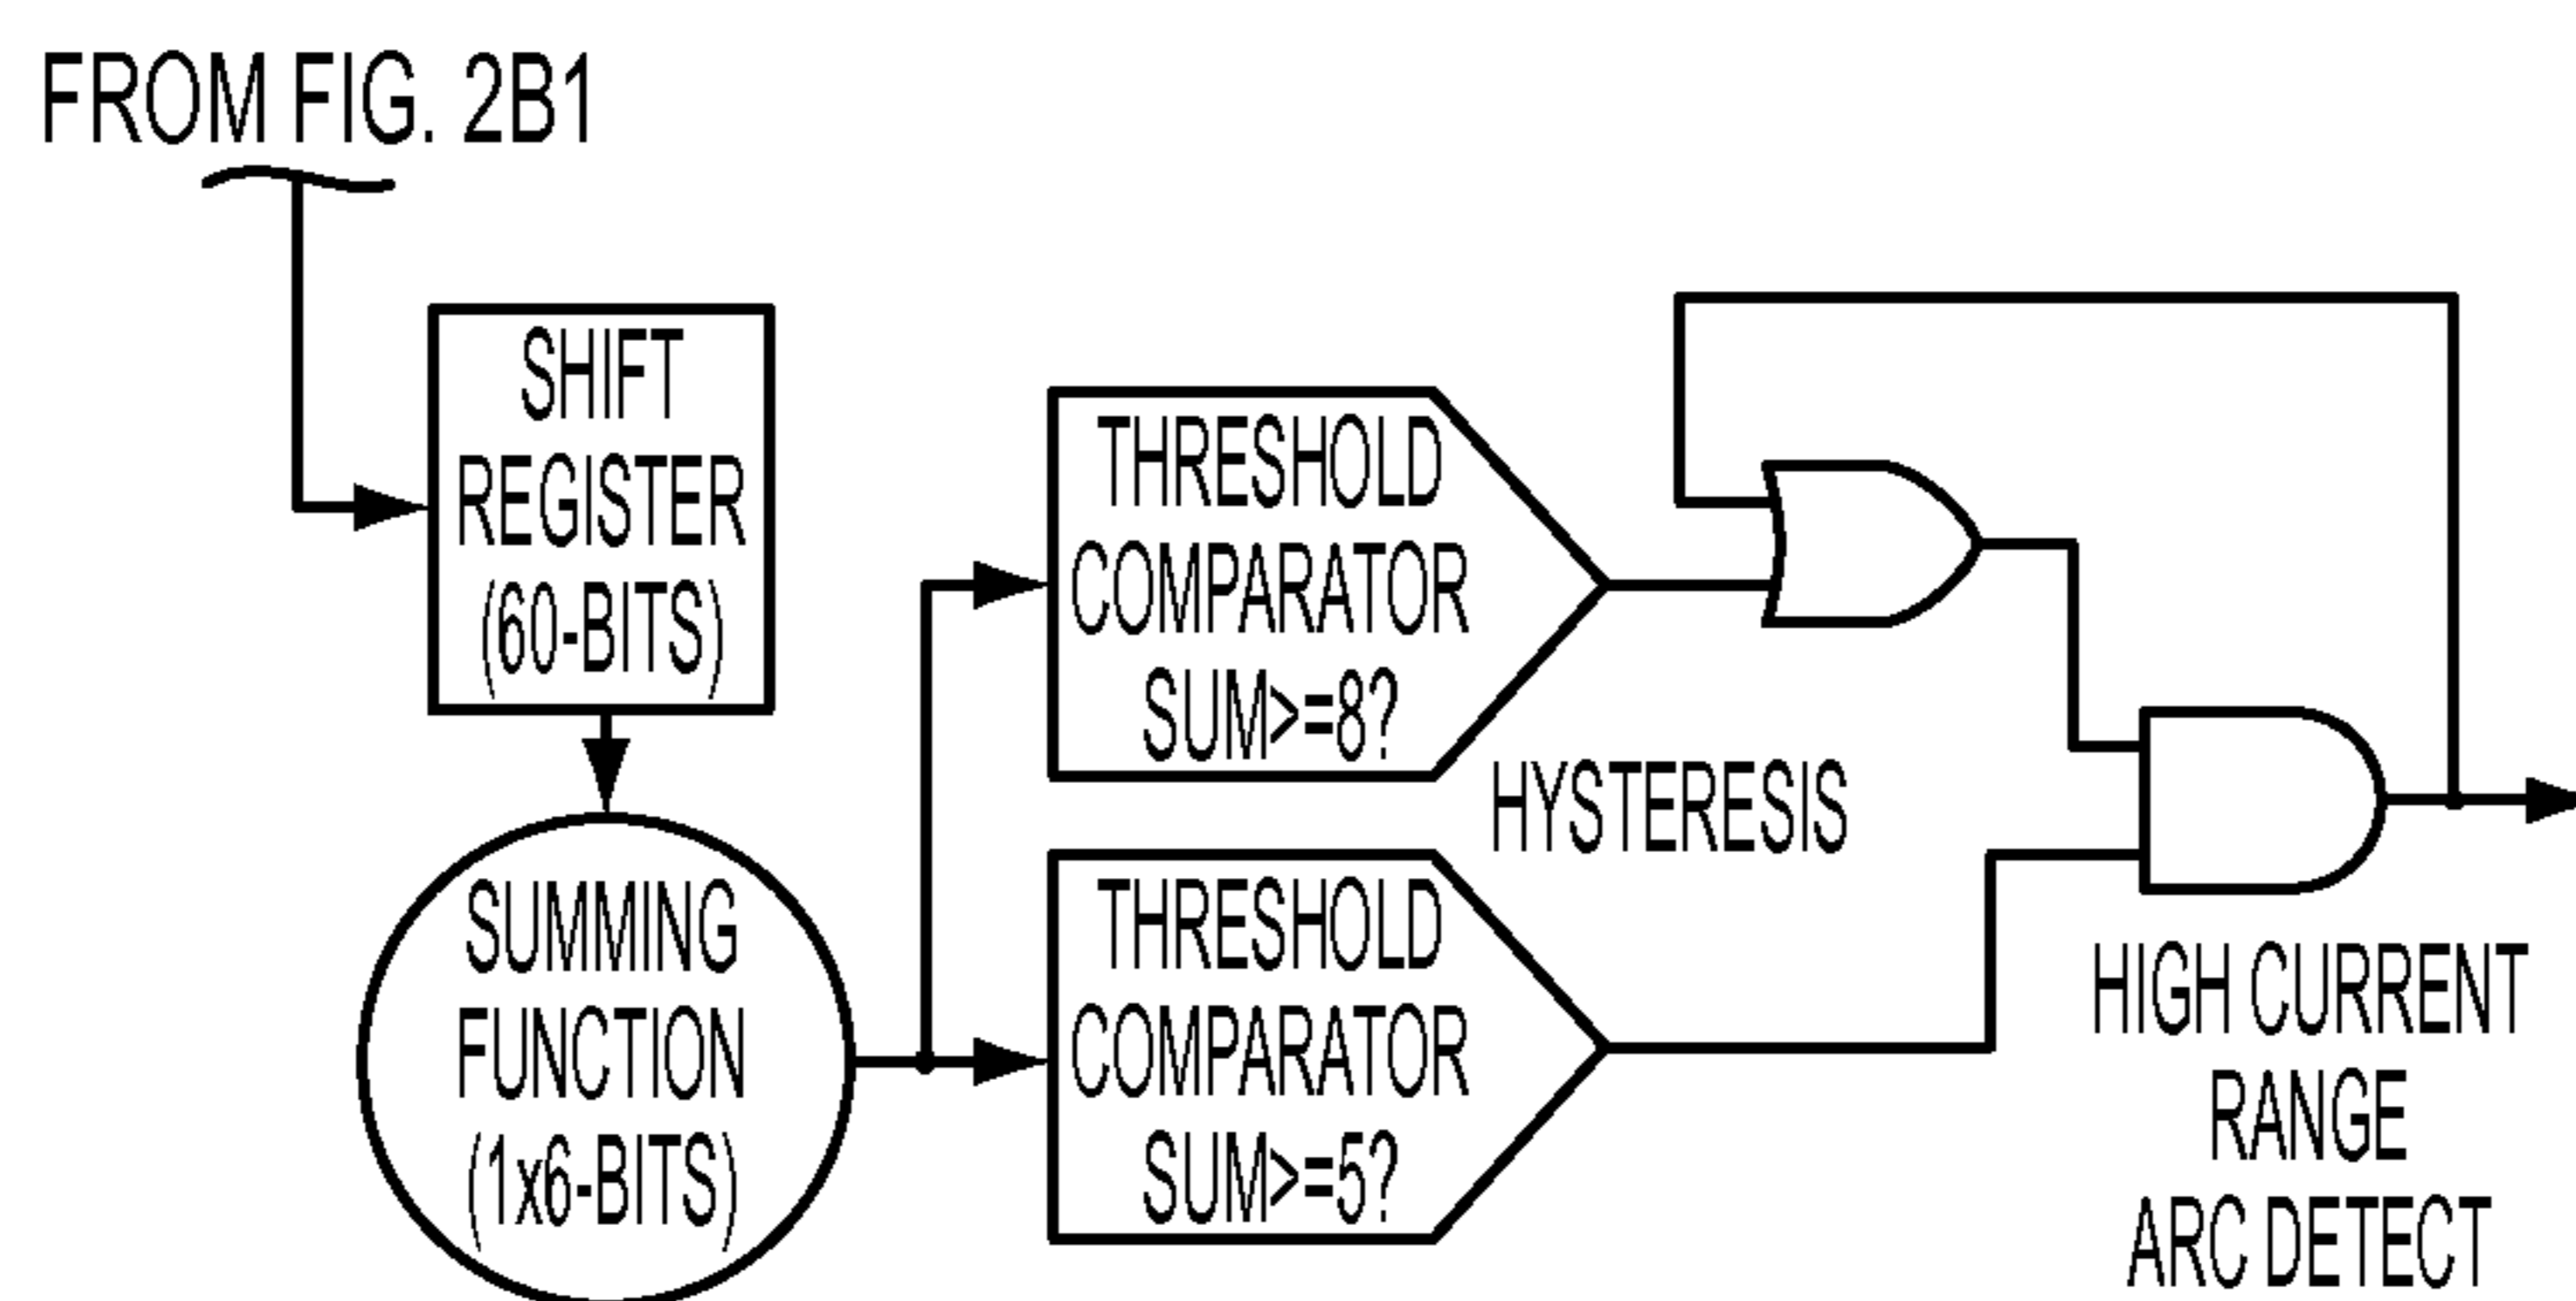 FROM FIG. 2B1
SHIFT
REGISTER
(60-BITS)
SUMMING
FUNCTION
(1x6-BITS)
THRESHOLD
COMPARATOR
SUM>=8?
HYSTERESIS
THRESHOLD
COMPARATOR
SUM>=5?
HIGH CURRENT
RANGE
ARC DETECT